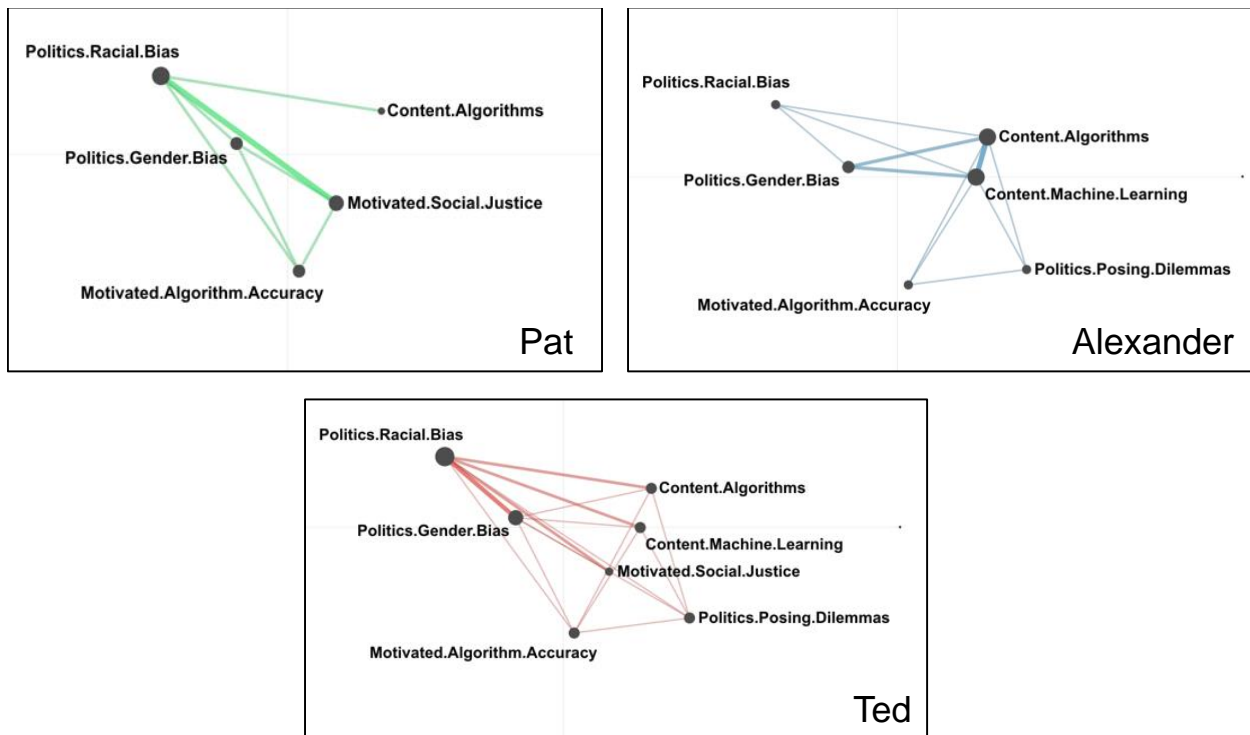 Politics.Racial.Bias
Content.Algorithms
Politics.Gender.Bias
Motivated.Social.Justice
Motivated.Algorithm.Accuracy
Pat
Politics.Racial.Bias
Content.Algorithms
Politics.Gender.Bias
Content.Machine.Learning
Politics.Posing.Dilemmas
Motivated.Algorithm.Accuracy
Alexander
Politics.Racial.Bias
Content.Algorithms
Politics.Gender.Bias
Content.Machine.Learning
Motivated.Social.Justice
Politics.Posing.Dilemmas
Motivated.Algorithm.Accuracy
Ted